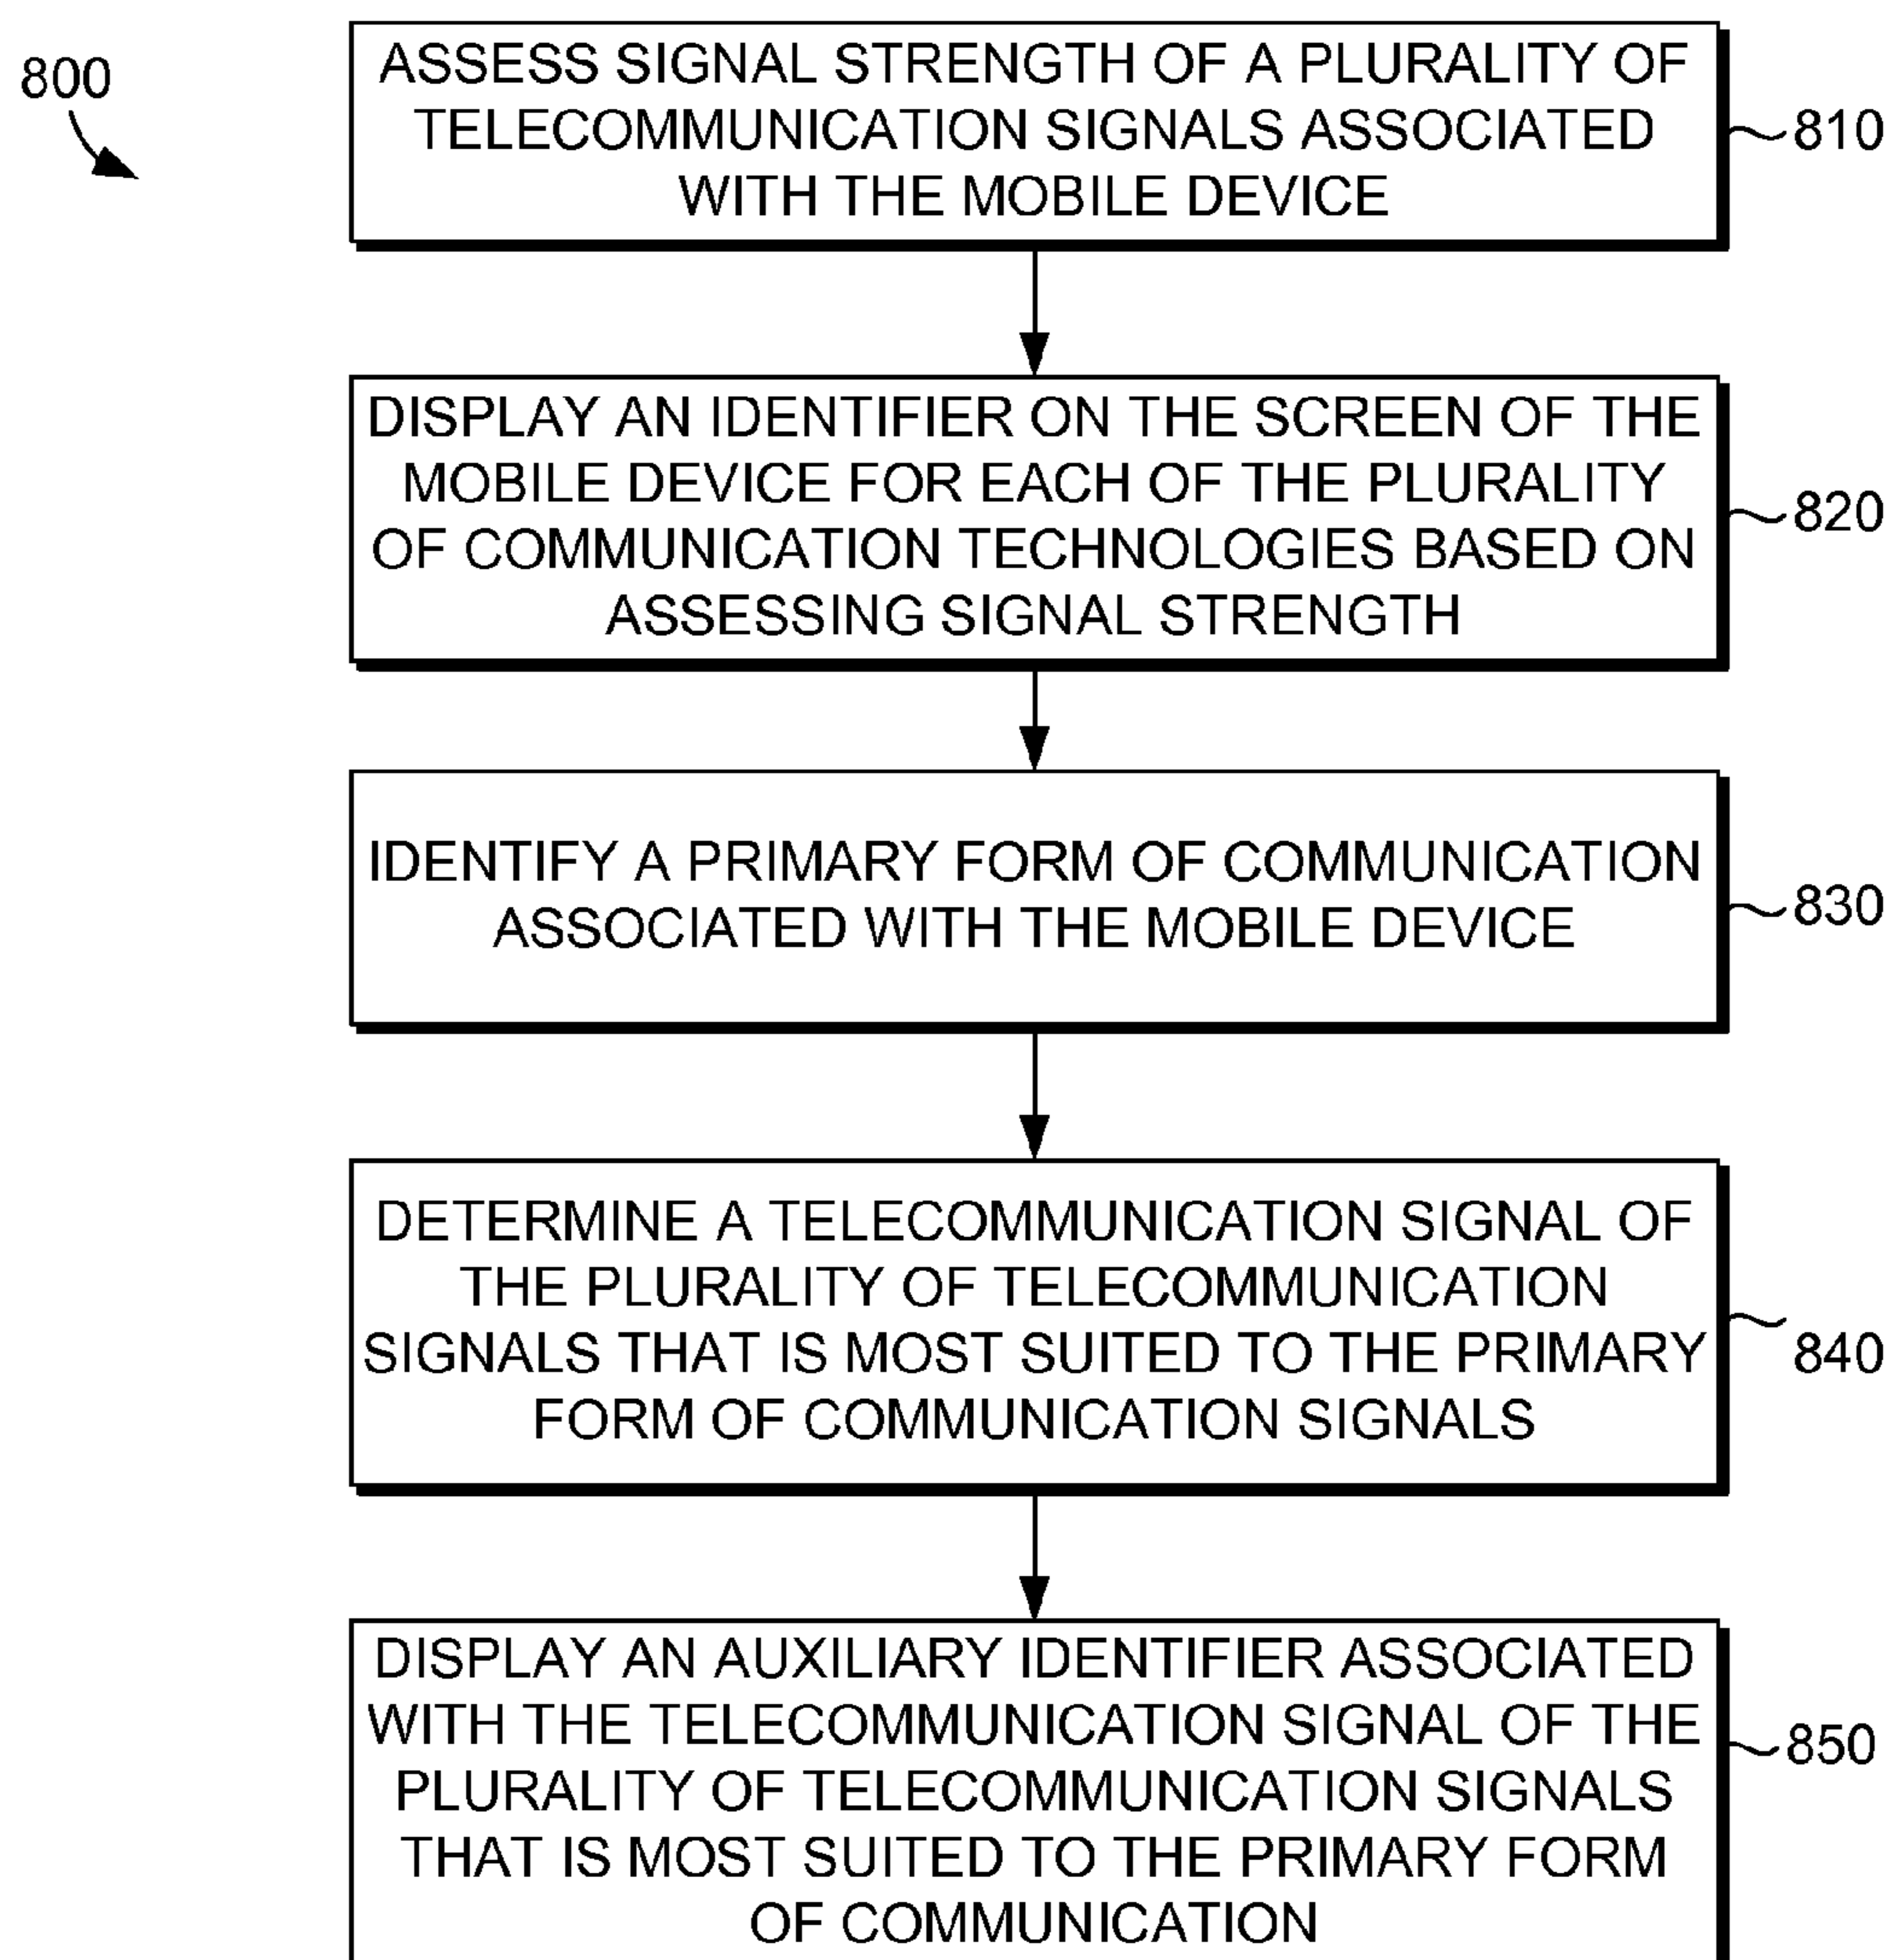 800
ASSESS SIGNAL STRENGTH OF A PLURALITY OF
TELECOMMUNICATION SIGNALS ASSOCIATED
WITH THE MOBILE DEVICE
810
DISPLAY AN IDENTIFIER ON THE SCREEN OF THE
MOBILE DEVICE FOR EACH OF THE PLURALITY
OF COMMUNICATION TECHNOLOGIES BASED ON
ASSESSING SIGNAL STRENGTH
820
IDENTIFY A PRIMARY FORM OF COMMUNICATION
ASSOCIATED WITH THE MOBILE DEVICE
830
DETERMINE A TELECOMMUNICATION SIGNAL OF
THE PLURALITY OF TELECOMMUNICATION
SIGNALS THAT IS MOST SUITED TO THE PRIMARY
FORM OF COMMUNICATION SIGNALS
840
DISPLAY AN AUXILIARY IDENTIFIER ASSOCIATED
WITH THE TELECOMMUNICATION SIGNAL OF THE
PLURALITY OF TELECOMMUNICATION SIGNALS
THAT IS MOST SUITED TO THE PRIMARY FORM
OF COMMUNICATION
850